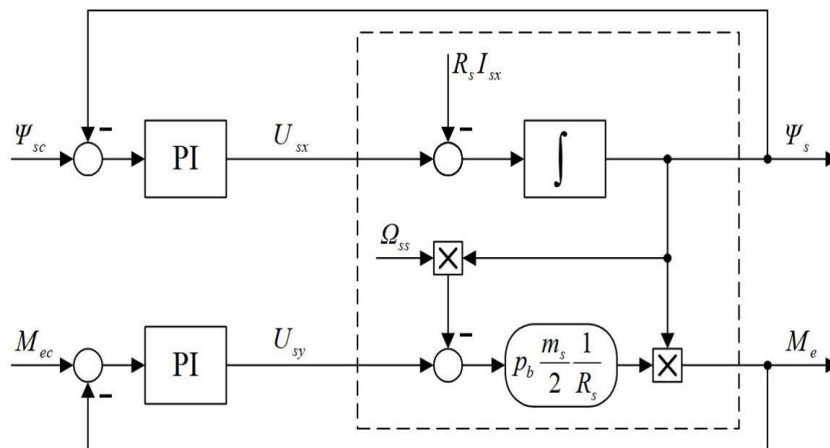 R_s I_sx
Ψ_sc
PI
U_sx
∫
Ψ_s
Ω_ss
M_ec
PI
U_sy
p_b m_s/2 1/R_s
M_e